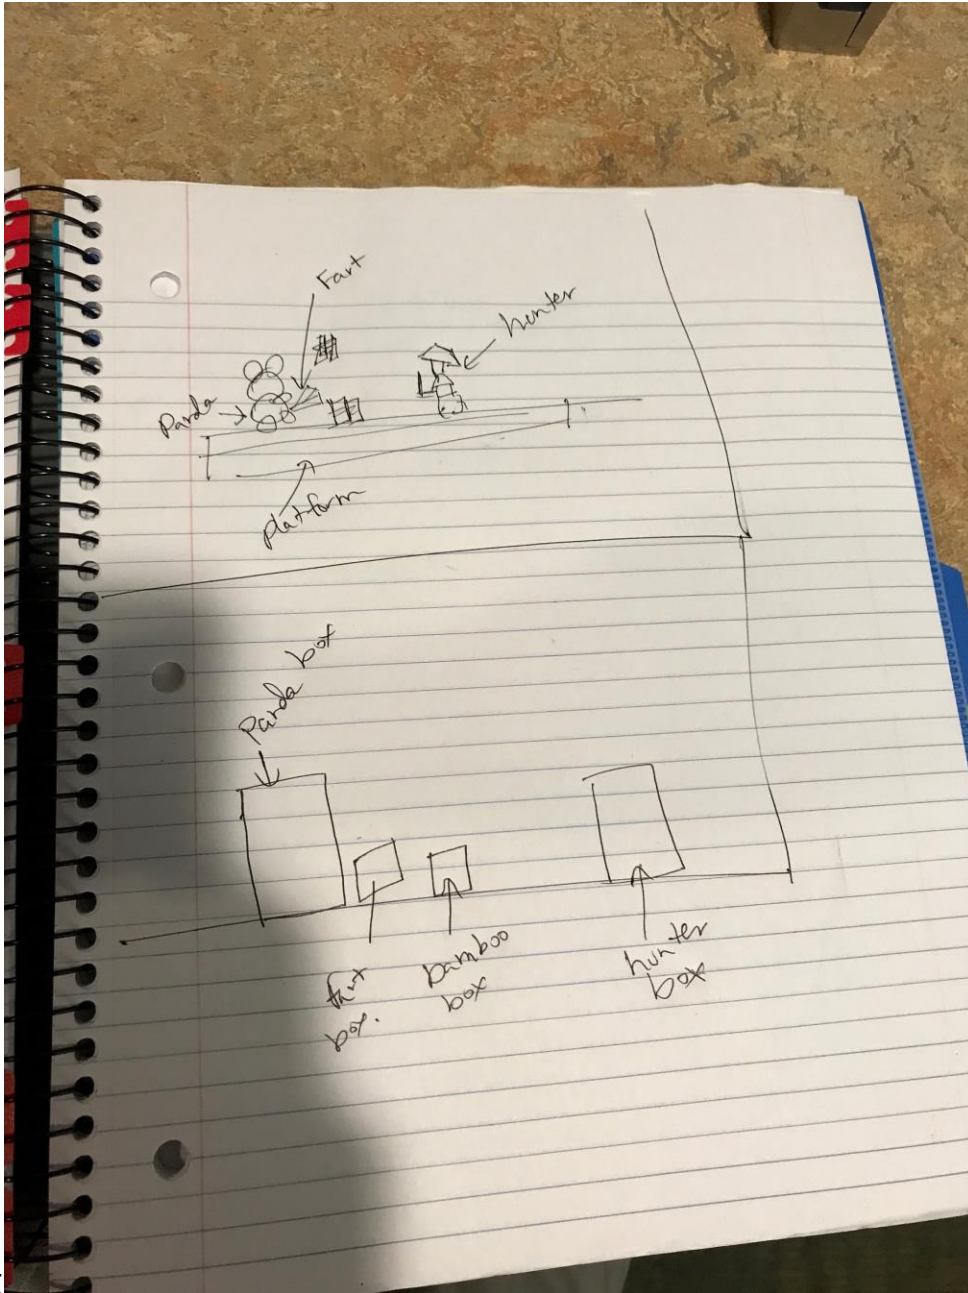 Fart
hunter
Panda
platform
Panda box
fart
box.
bamboo
box
hunter
box